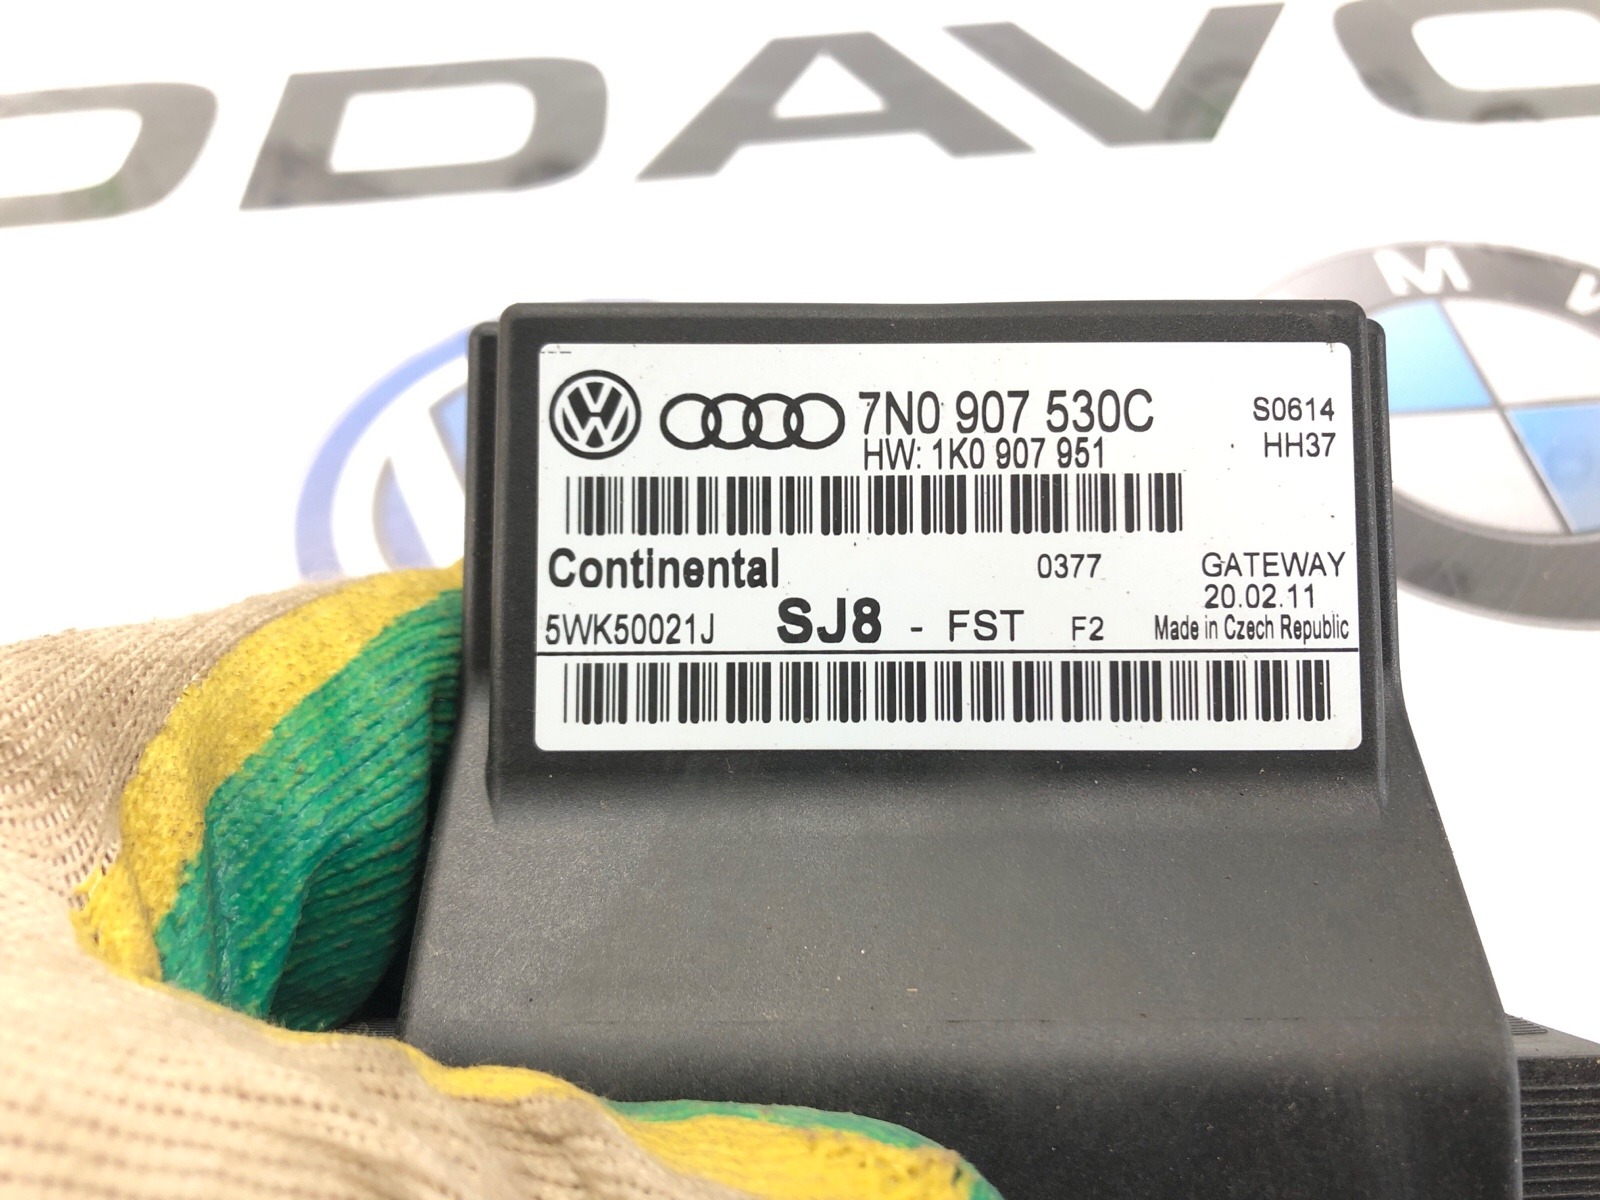 DDAVO
M
7N0 907 530C S0614
HW: 1K0 907 951 HH37
Continental 0377 GATEWAY
20.02.11
5WK50021J SJ8 - FST F2 Made in Czech Republic